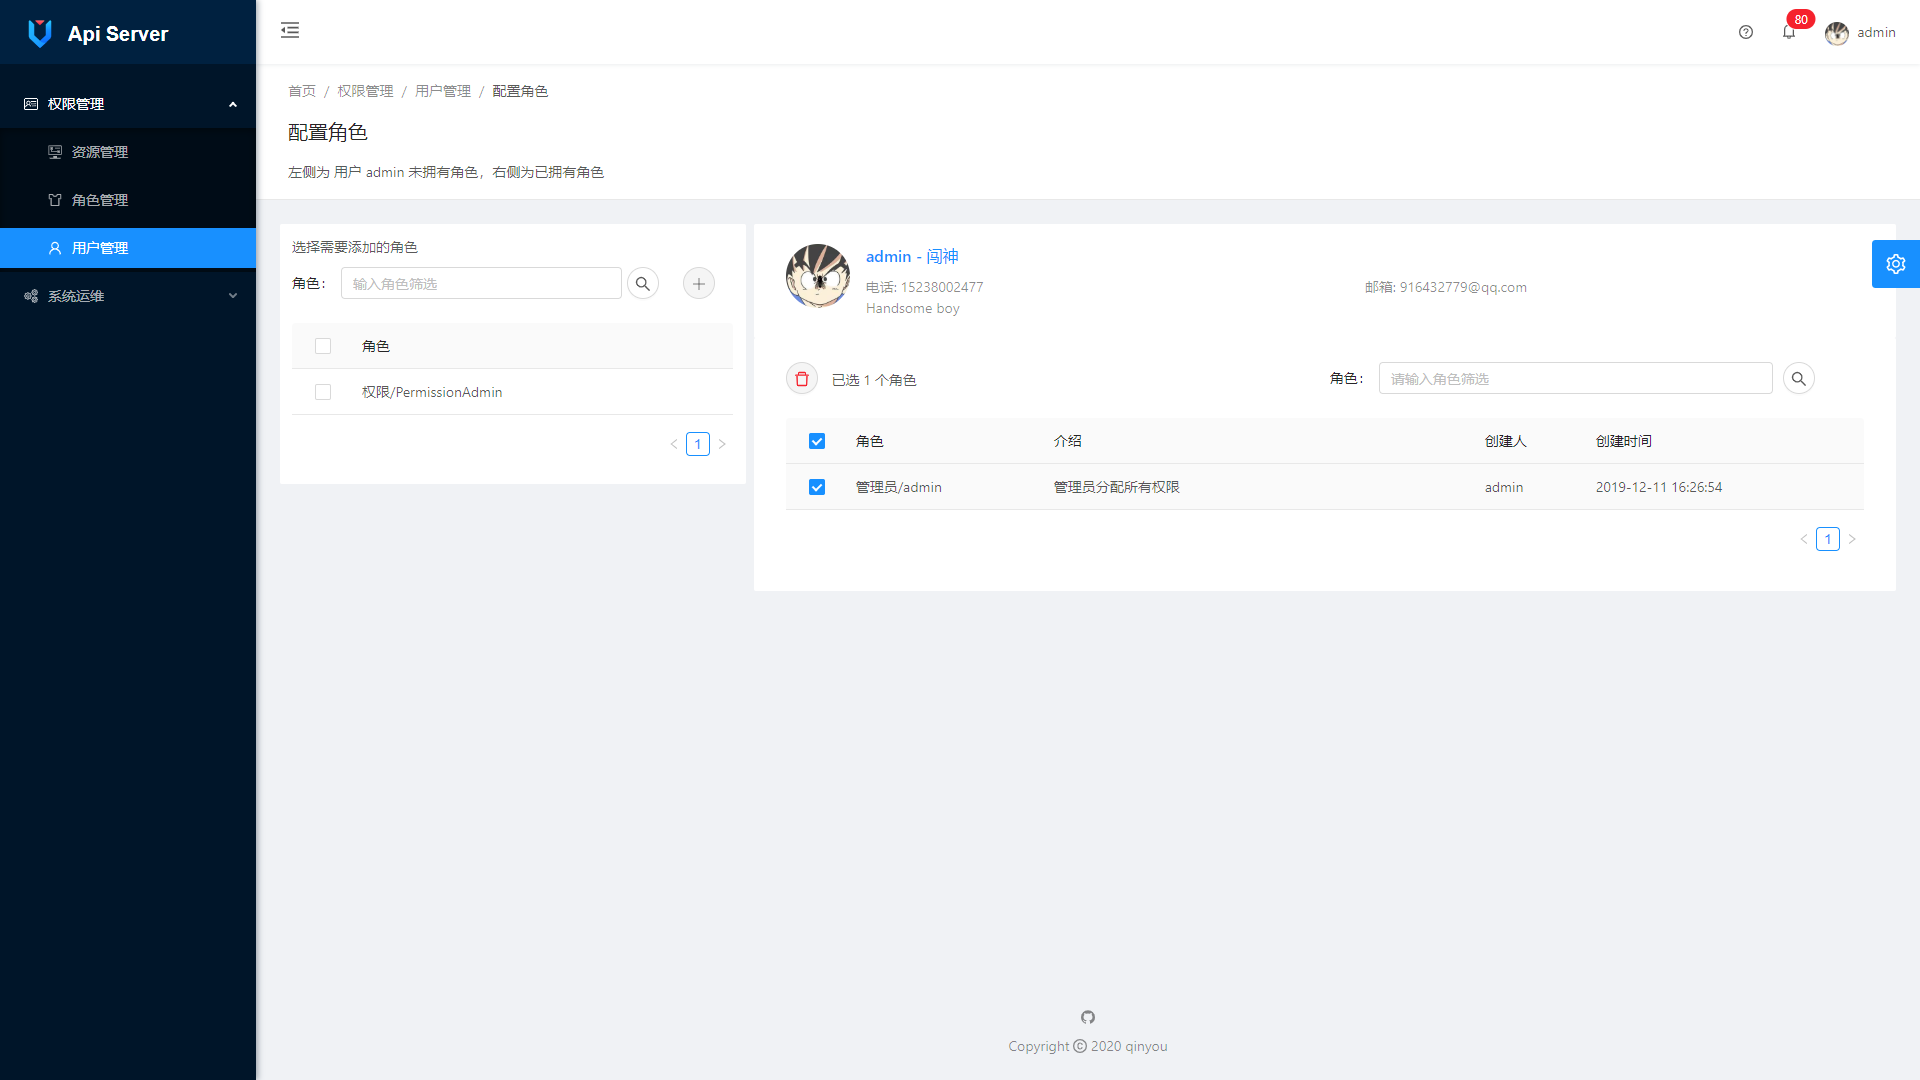 Api Server
80
admin
权限管理
资源管理
角色管理
用户管理
系统运维
首页 / 权限管理 / 用户管理 / 配置角色
配置角色
左侧为 用户 admin 未拥有角色，右侧为已拥有角色
选择需要添加的角色
角色： 输入角色筛选
角色
权限/PermissionAdmin
1
admin - 闯神
电话: 15238002477 邮箱: 916432779@qq.com
Handsome boy
已选 1 个角色 角色： 请输入角色筛选
角色 介绍 创建人 创建时间
管理员/admin 管理员分配所有权限 admin 2019-12-11 16:26:54
1
Copyright © 2020 qinyou